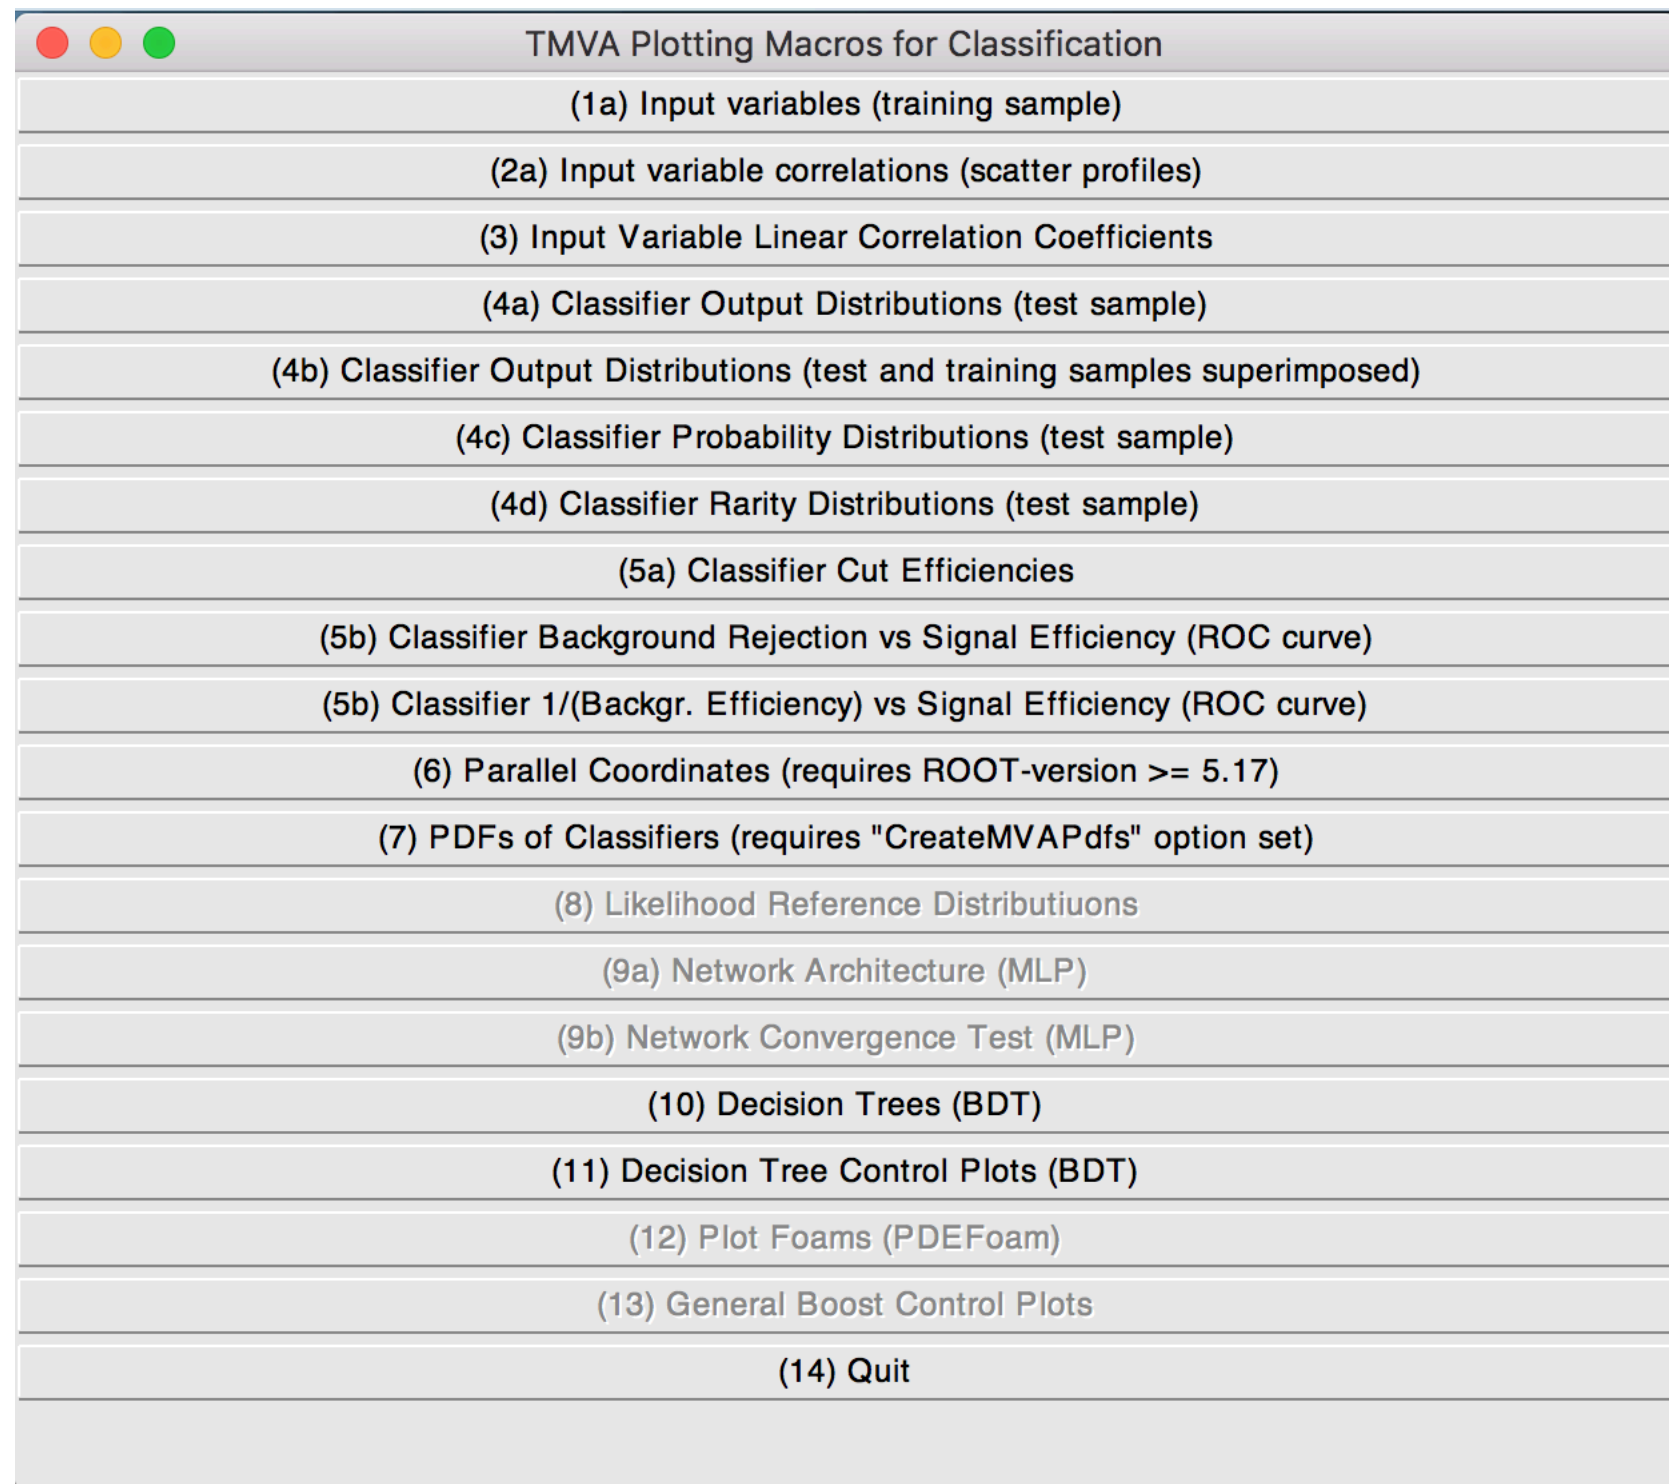 TMVA Plotting Macros for Classification
(1a) Input variables (training sample)
(2a) Input variable correlations (scatter profiles)
(3) Input Variable Linear Correlation Coefficients
(4a) Classifier Output Distributions (test sample)
(4b) Classifier Output Distributions (test and training samples superimposed)
(4c) Classifier Probability Distributions (test sample)
(4d) Classifier Rarity Distributions (test sample)
(5a) Classifier Cut Efficiencies
(5b) Classifier Background Rejection vs Signal Efficiency (ROC curve)
(5b) Classifier 1/(Backgr. Efficiency) vs Signal Efficiency (ROC curve)
(6) Parallel Coordinates (requires ROOT-version >= 5.17)
(7) PDFs of Classifiers (requires "CreateMVAPdfs" option set)
(8) Likelihood Reference Distributiuons
(9a) Network Architecture (MLP)
(9b) Network Convergence Test (MLP)
(10) Decision Trees (BDT)
(11) Decision Tree Control Plots (BDT)
(12) Plot Foams (PDEFoam)
(13) General Boost Control Plots
(14) Quit